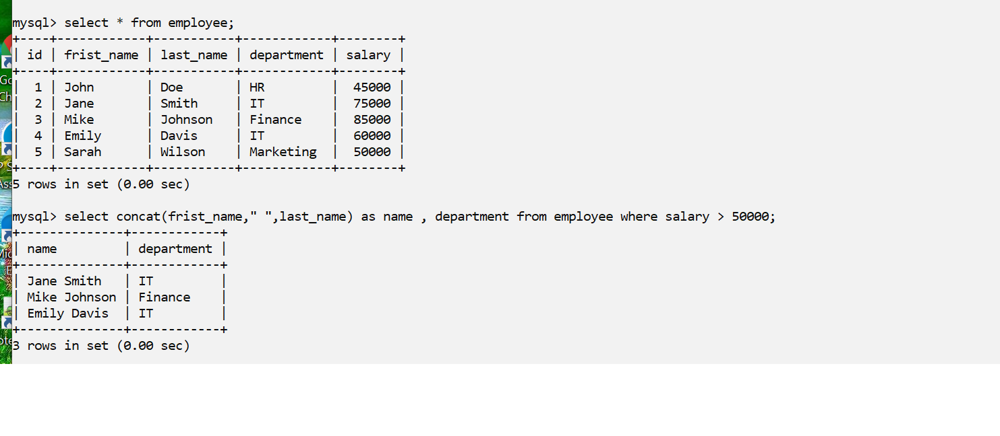 mysql> select * from employee;
+----+------------+-----------+------------+--------+
| id | frist_name | last_name | department | salary |
+----+------------+-----------+------------+--------+
|  1 | John       | Doe       | HR         |  45000 |
|  2 | Jane       | Smith     | IT         |  75000 |
|  3 | Mike       | Johnson   | Finance    |  85000 |
|  4 | Emily      | Davis     | IT         |  60000 |
|  5 | Sarah      | Wilson    | Marketing  |  50000 |
+----+------------+-----------+------------+--------+
5 rows in set (0.00 sec)
mysql> select concat(frist_name," ",last_name) as name , department from employee where salary > 50000;
+--------------+------------+
| name         | department |
+--------------+------------+
| Jane Smith   | IT         |
| Mike Johnson | Finance    |
| Emily Davis  | IT         |
+--------------+------------+
3 rows in set (0.00 sec)